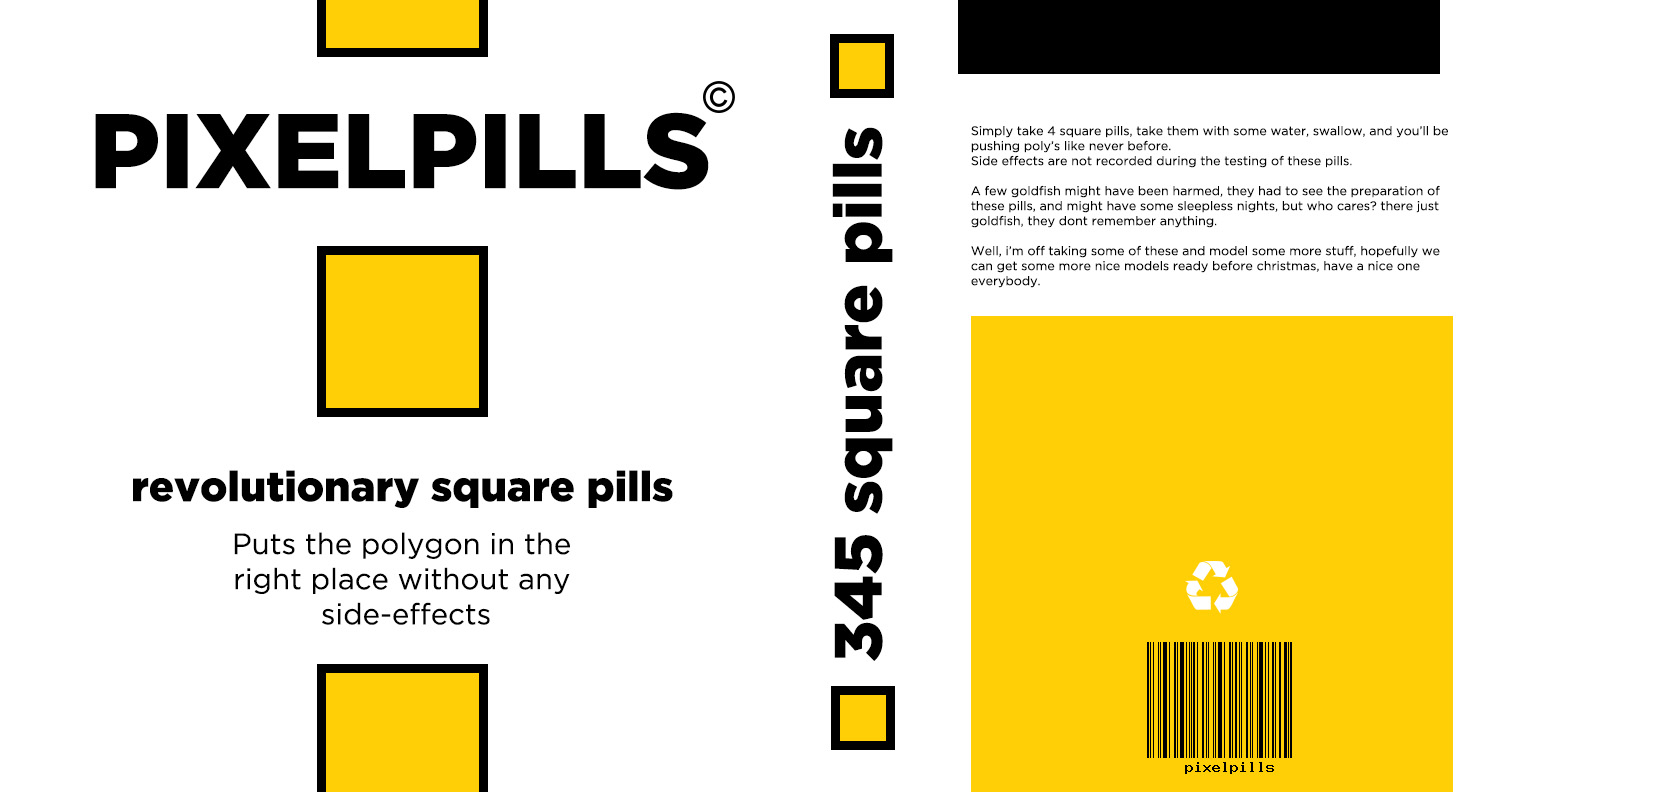 PIXELPILLS©
revolutionary square pills
Puts the polygon in the
right place without any
side-effects
345 square pills
Simply take 4 square pills, take them with some water, swallow, and you'll be
pushing poly's like never before.
Side effects are not recorded during the testing of these pills.
A few goldfish might have been harmed, they had to see the preparation of
these pills, and might have some sleepless nights, but who cares? there just
goldfish, they dont remember anything.
Well, i'm off taking some of these and model some more stuff, hopefully we
can get some more nice models ready before christmas, have a nice one
everybody.
pixelpills